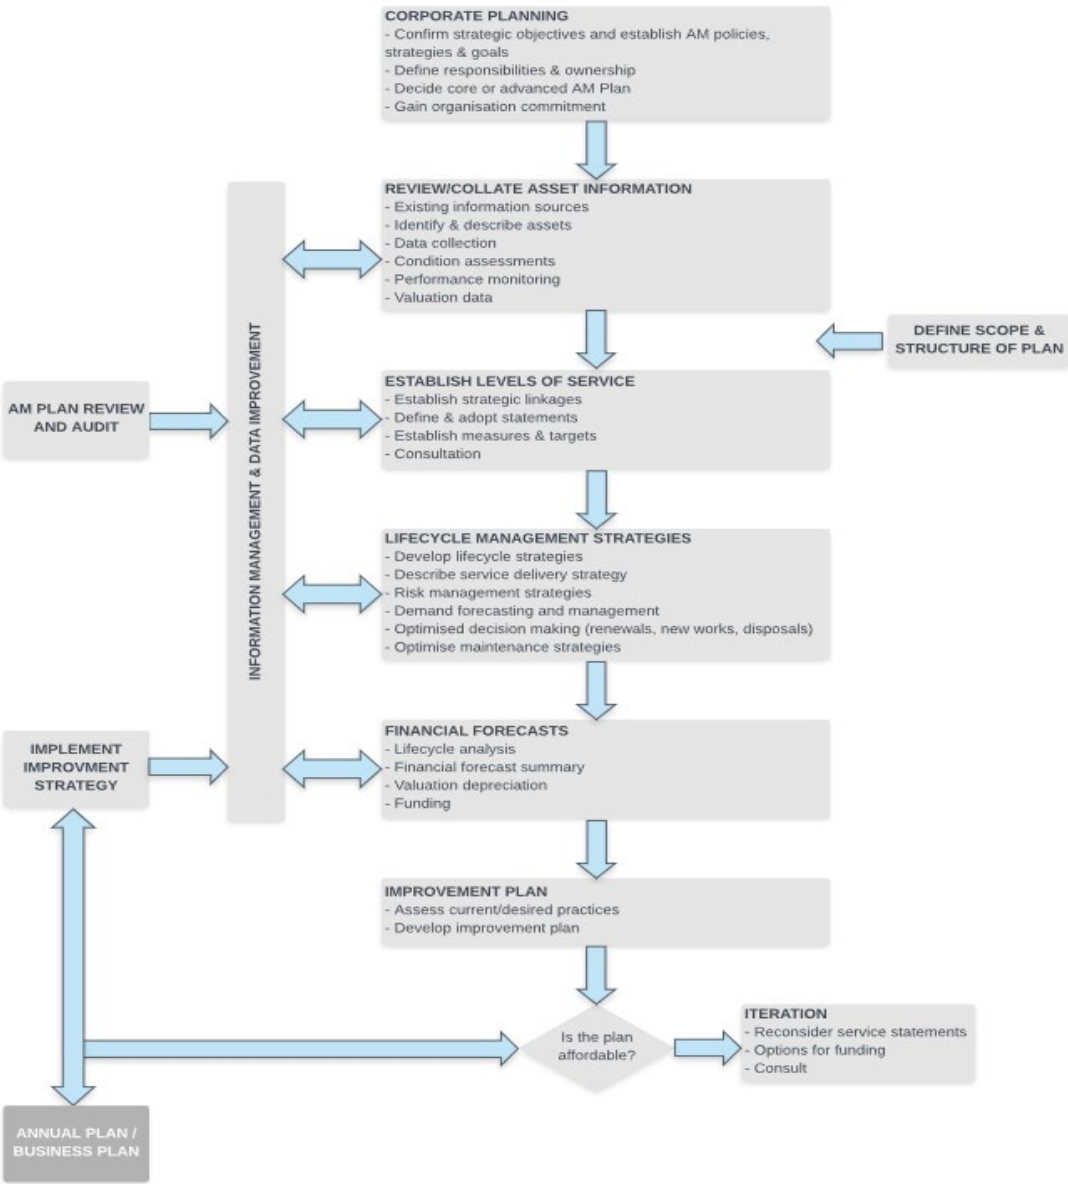 CORPORATE PLANNING
- Confirm strategic objectives and establish AM policies,
strategies & goals
- Define responsibilities & ownership
- Decide core or advanced AM Plan
- Gain organisation commitment
REVIEW/COLLATE ASSET INFORMATION
- Existing information sources
- Identify & describe assets
- Data collection
- Condition assessments
- Performance monitoring
- Valuation data
DEFINE SCOPE &
STRUCTURE OF PLAN
ESTABLISH LEVELS OF SERVICE
- Establish strategic linkages
- Define & adopt statements
- Establish measures & targets
- Consultation
AM PLAN REVIEW
AND AUDIT
INFORMATION MANAGEMENT & DATA IMPROVEMENT
LIFECYCLE MANAGEMENT STRATEGIES
- Develop lifecycle strategies
- Describe service delivery strategy
- Risk management strategies
- Demand forecasting and management
- Optimised decision making (renewals, new works, disposals)
- Optimise maintenance strategies
FINANCIAL FORECASTS
- Lifecycle analysis
- Financial forecast summary
- Valuation depreciation
- Funding
IMPLEMENT
IMPROVMENT
STRATEGY
IMPROVEMENT PLAN
- Assess current/desired practices
- Develop improvement plan
Is the plan
affordable?
ITERATION
- Reconsider service statements
- Options for funding
- Consult
ANNUAL PLAN /
BUSINESS PLAN